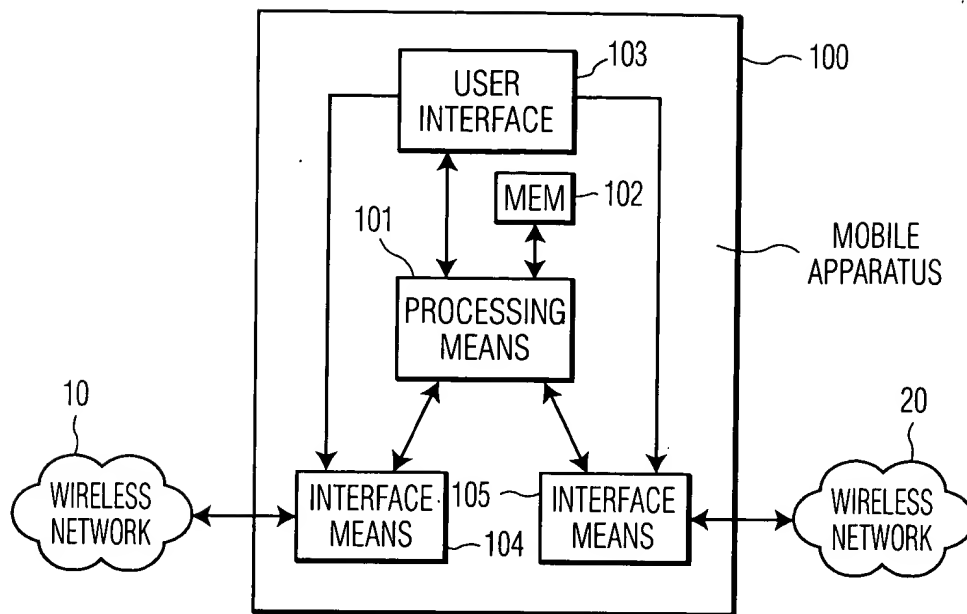 103
100
USER
INTERFACE
MEM
102
101
MOBILE
APPARATUS
PROCESSING
MEANS
10
20
WIRELESS
NETWORK
INTERFACE
MEANS
104
105
INTERFACE
MEANS
WIRELESS
NETWORK